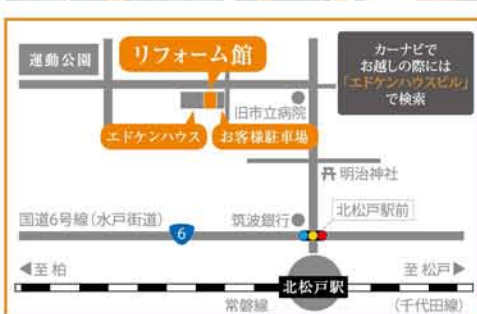 運動公園
リフォーム館
カーナビで
お越しの際には
「エドケンハウスビル」
で検索
旧市立病院
エドケンハウス
お客様駐車場
明治神社
北松戸駅前
国道6号線(水戸街道)
6
筑波銀行
◀至 柏
至 松戸▶
北松戸駅
常磐線
(千代田線)